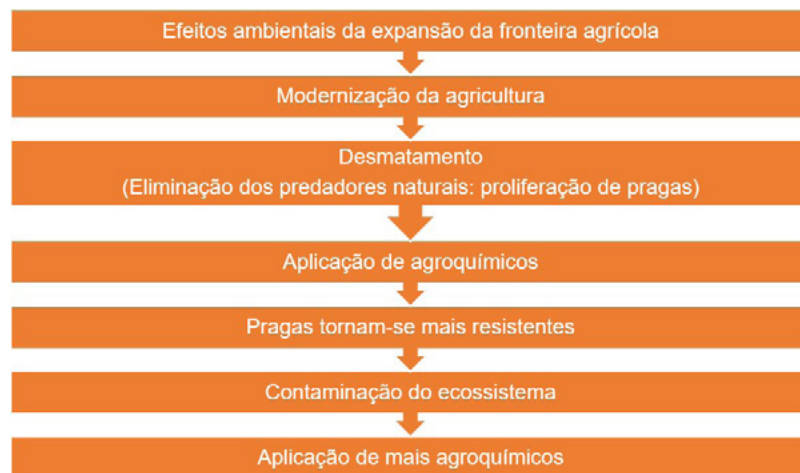 Efeitos ambientais da expansão da fronteira agrícola
Modernização da agricultura
Desmatamento
(Eliminação dos predadores naturais: proliferação de pragas)
Aplicação de agroquímicos
Pragas tornam-se mais resistentes
Contaminação do ecossistema
Aplicação de mais agroquímicos